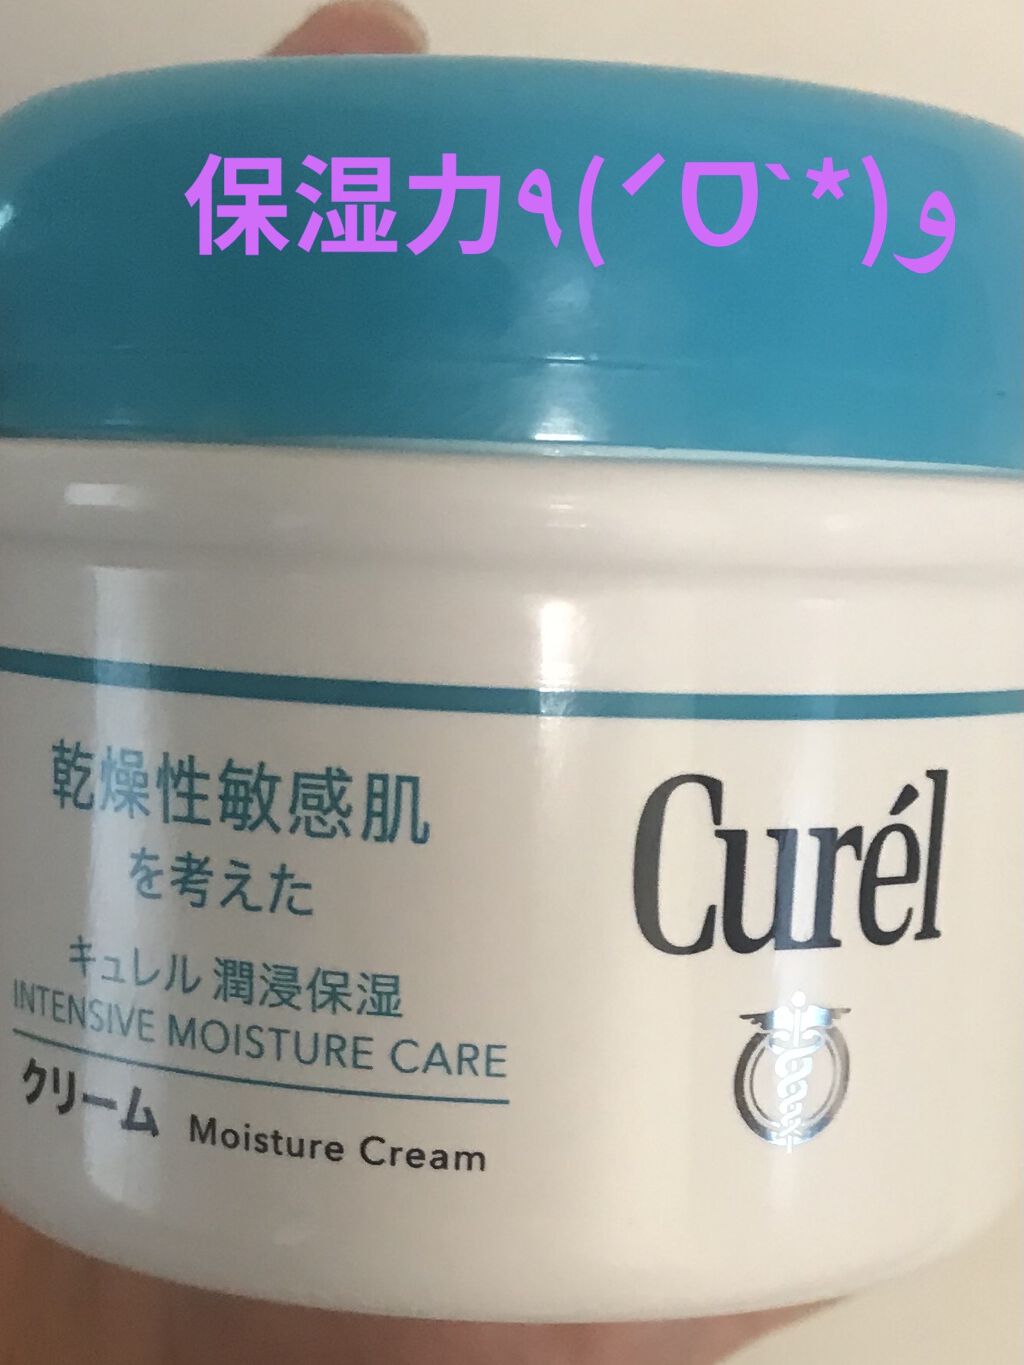 保湿力٩(ˊᗜˋ*)و
乾燥性敏感肌
を考えた
キュレル 潤浸保湿
INTENSIVE MOISTURE CARE
クリーム Moisture Cream
Curél